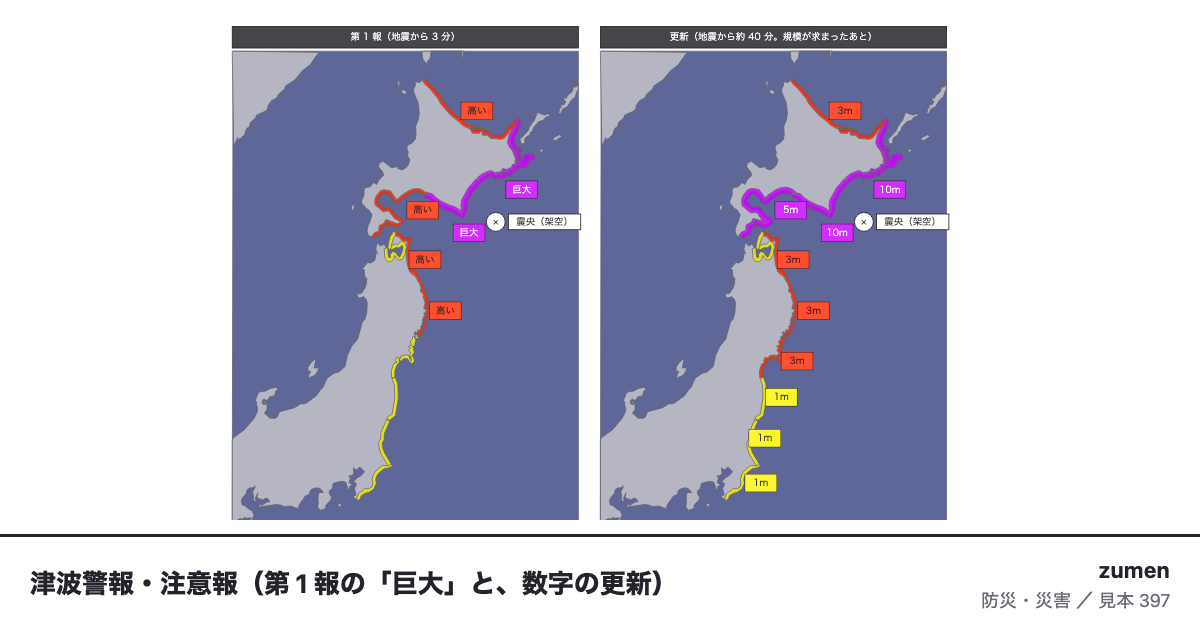 第1報（地震から3分）
高い
巨大
高い
巨大
震央（架空）
高い
高い
更新（地震から約40分。規模が求まったあと）
3m
10m
5m
10m
震央（架空）
3m
3m
3m
1m
1m
1m
津波警報・注意報（第1報の「巨大」と、数字の更新）
zumen
防災・災害 ／ 見本 397